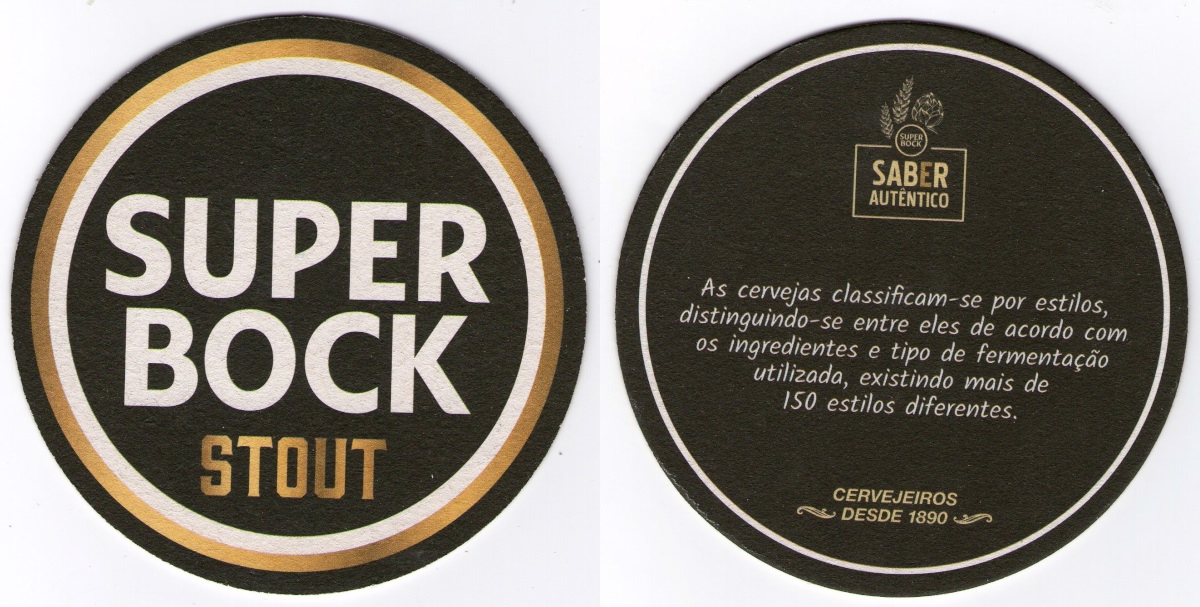 SUPER
BOCK
STOUT
SUPER
BOCK
SABER
AUTÊNTICO
As cervejas classificam-se por estilos,
distinguindo-se entre eles de acordo com
os ingredientes e tipo de fermentação
utilizada, existindo mais de
150 estilos diferentes.
CERVEJEIROS
DESDE 1890